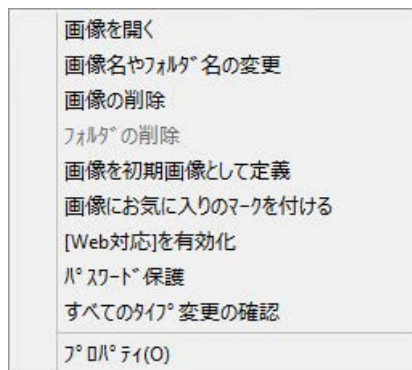 画像を開く
画像名やﾌｫﾙﾀﾞ名の変更
画像の削除
ﾌｫﾙﾀﾞの削除
画像を初期画像として定義
画像にお気に入りのﾏｰｸを付ける
[Web対応]を有効化
ﾊﾟｽﾜｰﾄﾞ保護
すべてのﾀｲﾌﾟ変更の確認
ﾌﾟﾛﾊﾟﾃｨ(O)